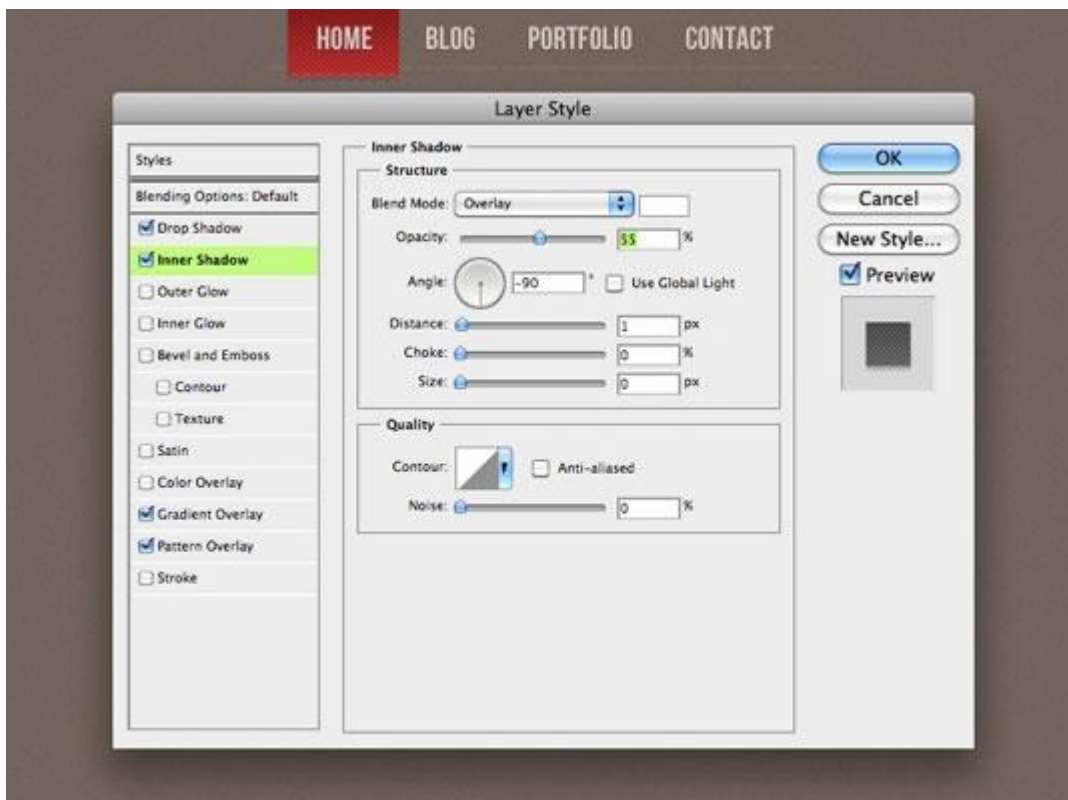 HOME BLOG PORTFOLIO CONTACT
Layer Style
Styles
Blending Options: Default
Drop Shadow
Inner Shadow
Outer Glow
Inner Glow
Bevel and Emboss
Contour
Texture
Satin
Color Overlay
Gradient Overlay
Pattern Overlay
Stroke
Inner Shadow
Structure
Blend Mode: Overlay
Opacity: 55 %
Angle: -90 ° Use Global Light
Distance: 1 px
Choke: 0 %
Size: 0 px
Quality
Contour: Anti-aliased
Noise: 0 %
OK
Cancel
New Style...
Preview